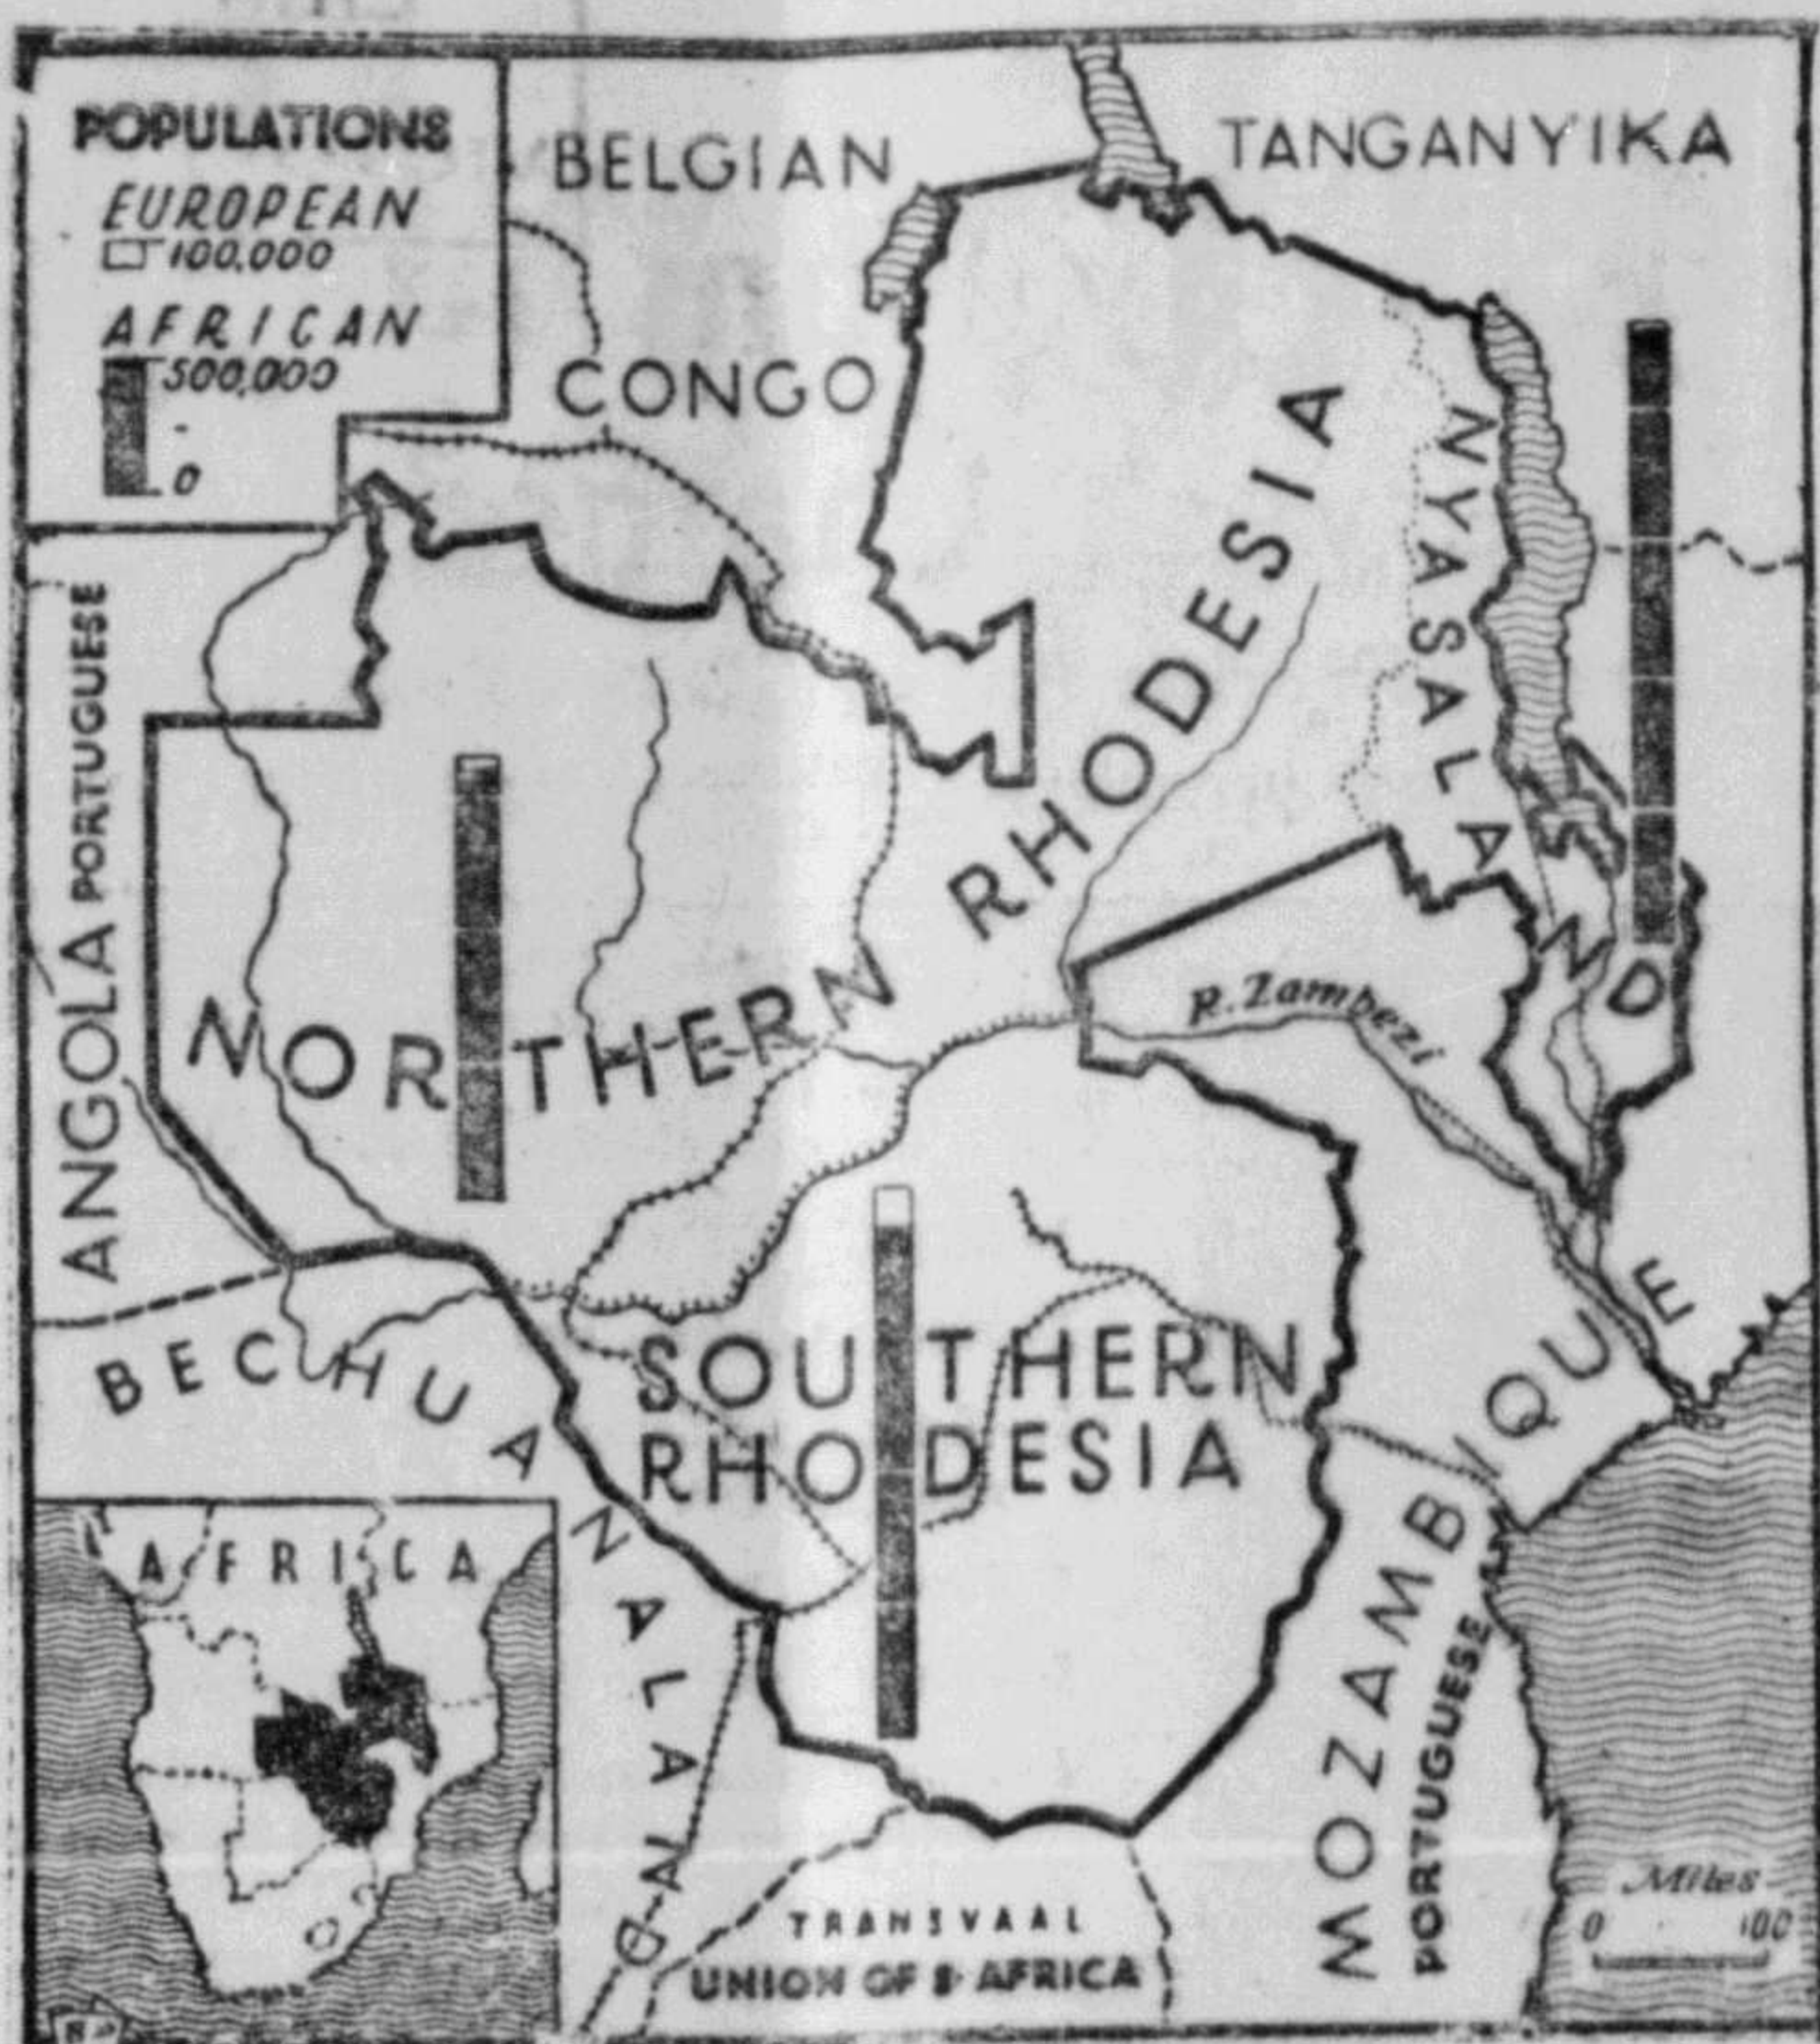 POPULATIONS
EUROPEAN
100,000
AFRICAN
500,000
0
BELGIAN
CONGO
TANGANYIKA
NYASALAND
NORTHERN RHODESIA
ANGOLA PORTUGUESE
R. Zambezi
SOUTHERN
RHODESIA
BECHUANALAND
MOZAMBIQUE
PORTUGUESE
AFRICA
TRANSVAAL
UNION OF S. AFRICA
Miles
0 100